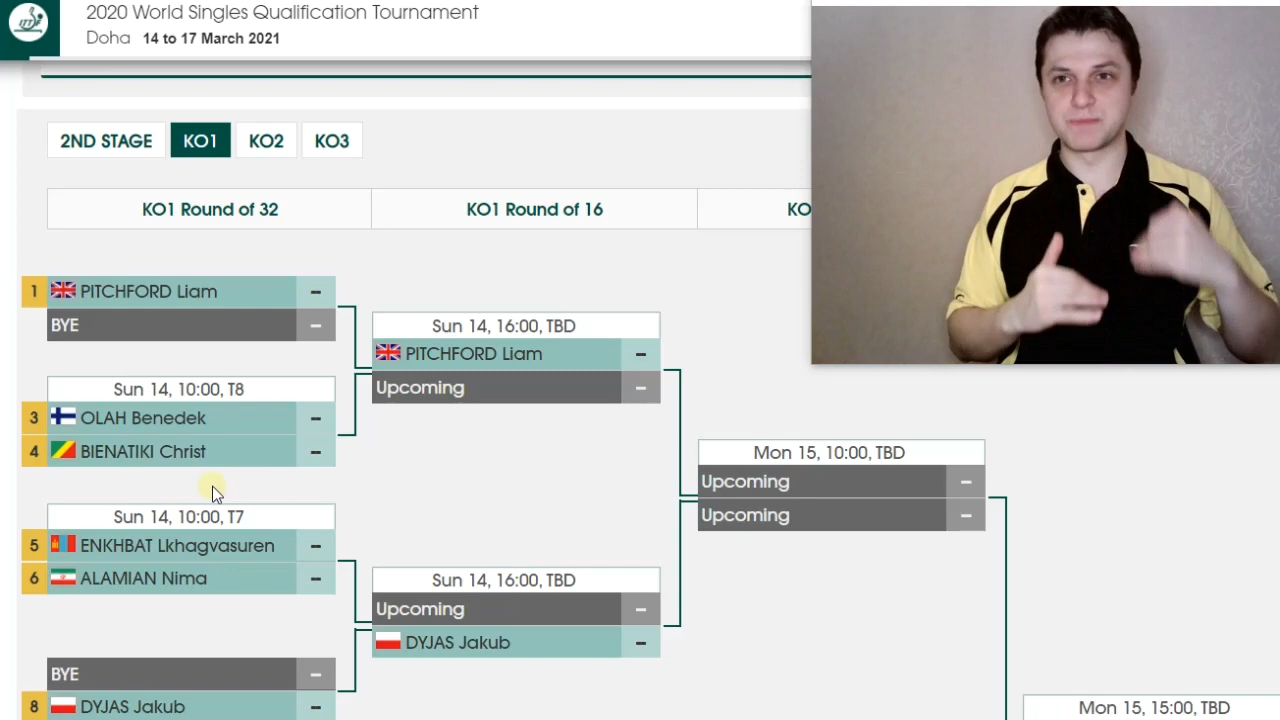 ITTF
2020 World Singles Qualification Tournament
Doha 14 to 17 March 2021
2ND STAGE KO1 KO2 KO3
KO1 Round of 32 KO1 Round of 16 KO
1 PITCHFORD Liam –
BYE –
Sun 14, 16:00, TBD
PITCHFORD Liam –
Upcoming –
Sun 14, 10:00, T8
3 OLAH Benedek –
4 BIENATIKI Christ –
Mon 15, 10:00, TBD
Upcoming –
Upcoming –
Sun 14, 10:00, T7
5 ENKHBAT Lkhagvasuren –
6 ALAMIAN Nima –
Sun 14, 16:00, TBD
Upcoming –
DYJAS Jakub –
BYE –
8 DYJAS Jakub –
Mon 15, 15:00, TBD